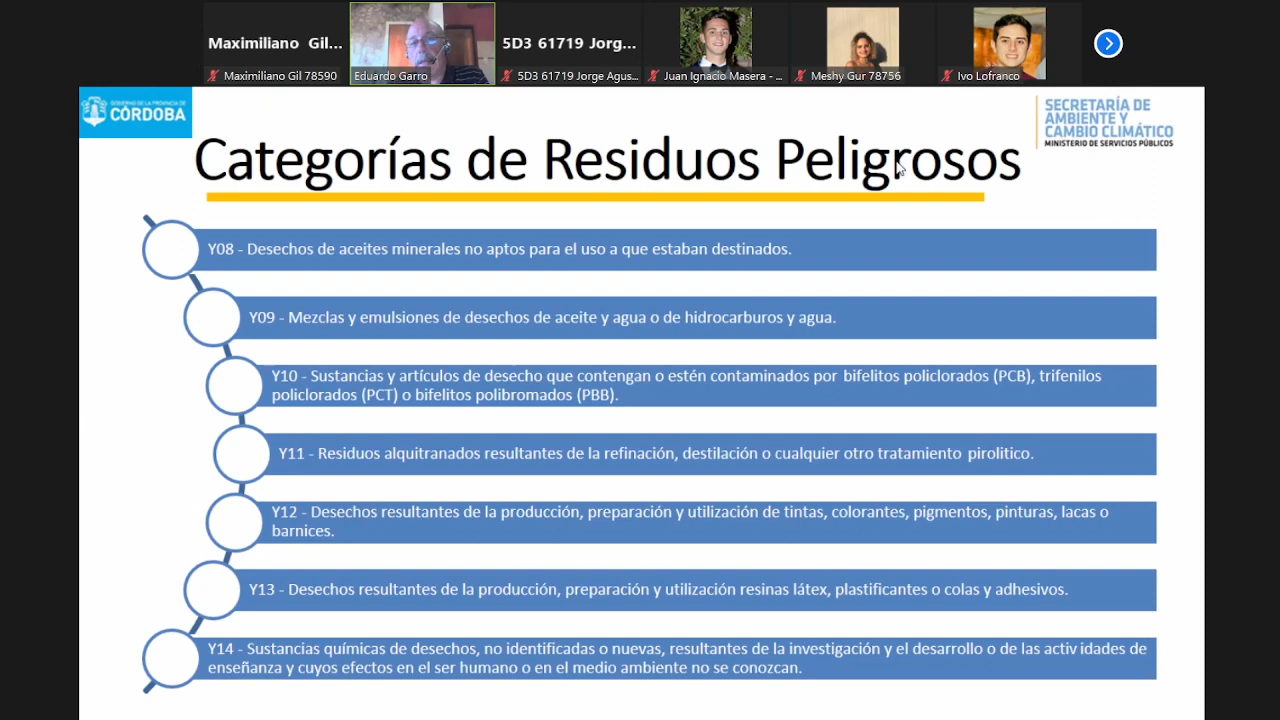 Maximiliano Gil...
5D3 61719 Jorg...
Maximiliano Gil 78590
Eduardo Garro
5D3 61719 Jorge Agus...
Juan Ignacio Masera - ...
Meshy Gur 78756
Ivo Lofranco
GOBIERNO DE LA PROVINCIA DE
CÓRDOBA
SECRETARÍA DE
AMBIENTE Y
CAMBIO CLIMÁTICO
MINISTERIO DE SERVICIOS PÚBLICOS
Categorías de Residuos Peligrosos
Y08 - Desechos de aceites minerales no aptos para el uso a que estaban destinados.
Y09 - Mezclas y emulsiones de desechos de aceite y agua o de hidrocarburos y agua.
Y10 - Sustancias y artículos de desecho que contengan o estén contaminados por bifelitos policlorados (PCB), trifenilos
policlorados (PCT) o bifelitos polibromados (PBB).
Y11 - Residuos alquitranados resultantes de la refinación, destilación o cualquier otro tratamiento pirolitico.
Y12 - Desechos resultantes de la producción, preparación y utilización de tintas, colorantes, pigmentos, pinturas, lacas o
barnices.
Y13 - Desechos resultantes de la producción, preparación y utilización resinas látex, plastificantes o colas y adhesivos.
Y14 - Sustancias químicas de desechos, no identificadas o nuevas, resultantes de la investigación y el desarrollo o de las activ idades de
enseñanza y cuyos efectos en el ser humano o en el medio ambiente no se conozcan.